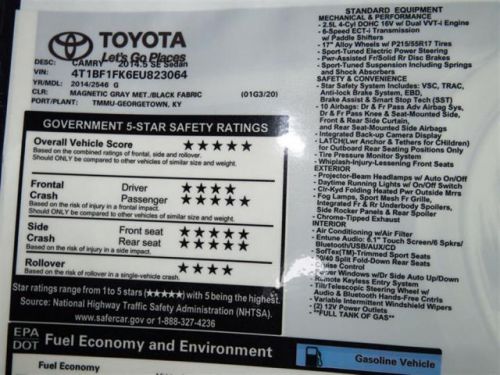 TOYOTA
Let's Go Places
DESC: CAMRY 2014.5 SE Sedan
VIN: 4T1BF1FK6EU823064
YR/MDL: 2014/2546 G
CLR: MAGNETIC GRAY MET./BLACK FABRIC (01G3/20)
PORT/PLANT: TMMU-GEORGETOWN, KY
GOVERNMENT 5-STAR SAFETY RATINGS
Overall Vehicle Score ★★★★★
Based on the combined ratings of frontal, side and rollover.
Should ONLY be compared to other vehicles of similar size and weight.
Frontal Crash
Driver ★★★★
Passenger ★★★★
Based on the risk of injury in a frontal impact.
Should ONLY be compared to other vehicles of similar size and weight.
Side Crash
Front seat ★★★★★
Rear seat ★★★★★
Based on the risk of injury in a side impact.
Rollover ★★★★
Based on the risk of rollover in a single-vehicle crash.
Star ratings range from 1 to 5 stars (★★★★★) with 5 being the highest.
Source: National Highway Traffic Safety Administration (NHTSA).
www.safercar.gov or 1-888-327-4236
EPA
DOT
Fuel Economy and Environment
Gasoline Vehicle
Fuel Economy
STANDARD EQUIPMENT
MECHANICAL & PERFORMANCE
- 2.5L 4-Cyl DOHC 16V w/ Dual VVT-i Engine
- 6-Speed ECT-i Transmission
w/ Paddle Shifters
- 17" Alloy Wheels w/ P215/55R17 Tires
- Sport-Tuned Electric Power Steering
- Pwr-Assisted Fr/Solid Rr Disc Brakes
- Sport-Tuned Suspension Including Springs
and Shock Absorbers
SAFETY & CONVENIENCE
- Star Safety System Includes: VSC, TRAC,
Anti-lock Brake System, EBD,
Brake Assist & Smart Stop Tech (SST)
- 10 Airbags: Dr & Fr Pass Adv Airbag Sys,
Dr & Fr Pass Knee & Seat-Mounted Side,
Front & Rear Side Curtain,
and Rear Seat-Mounted Side Airbags
- Integrated Back-up Camera Display
- LATCH(Lwr Anchor & Tethers for CHildren)
for Outboard Rear Seating Positions Only
- Tire Pressure Monitor System
- Whiplash-Injury-Lessening Front Seats
EXTERIOR
- Projector-Beam Headlamps w/ Auto On/Off
- Daytime Running Lights w/ On/Off Switch
- Clr-Kyd Folding Heated Pwr Outside Mrrs
- Fog Lamps, Sport Mesh Fr Grille,
Integrated Fr & Rr Underbody Spoilers,
Side Rocker Panels & Rear Spoiler
- Chrome-Tipped Exhaust
INTERIOR
- Air Conditioning w/Air Filter
- Entune Audio: 6.1" Touch Screen/6 Spkrs/
Bluetooth/USB/AUX/CD
- SofTex(TM)-Trimmed Sport Seats
60/40 Split Fold-Down Rear Seats
Cruise Control
Power Windows w/Dr Side Auto Up/Down
Remote Keyless Entry System
- Tilt/Telescopic Steering Wheel w/
Audio & Bluetooth Hands-Free Cntrls
- Variable Intermittent Windshield Wipers
- (2) 12V Power Outlets
**FULL TANK OF GAS**